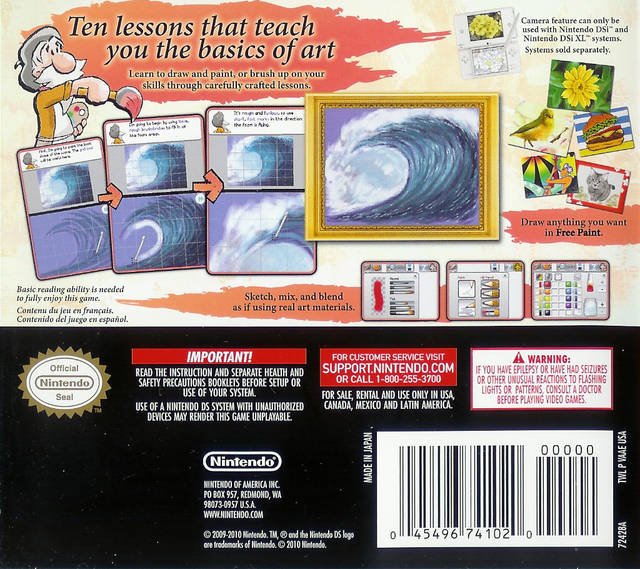 Ten lessons that teach
you the basics of art
Learn to draw and paint, or brush up on your
skills through carefully crafted lessons.
Camera feature can only be
used with Nintendo DSi™ and
Nintendo DSi XL™ systems.
Systems sold separately.
Draw anything you want
in Free Paint.
Basic reading ability is needed
to fully enjoy this game.
Contenu du jeu en français.
Contenido del juego en español.
Sketch, mix, and blend
as if using real art materials.
Official
Nintendo
Seal
TM
IMPORTANT!
READ THE INSTRUCTION AND SEPARATE HEALTH AND
SAFETY PRECAUTIONS BOOKLETS BEFORE SETUP OR
USE OF YOUR SYSTEM.
USE OF A NINTENDO DS SYSTEM WITH UNAUTHORIZED
DEVICES MAY RENDER THIS GAME UNPLAYABLE.
FOR CUSTOMER SERVICE VISIT
SUPPORT.NINTENDO.COM
OR CALL 1-800-255-3700
FOR SALE, RENTAL AND USE ONLY IN USA,
CANADA, MEXICO AND LATIN AMERICA.
WARNING:
IF YOU HAVE EPILEPSY OR HAVE HAD SEIZURES
OR OTHER UNUSUAL REACTIONS TO FLASHING
LIGHTS OR PATTERNS, CONSULT A DOCTOR
BEFORE PLAYING VIDEO GAMES.
Nintendo®
NINTENDO OF AMERICA INC.
PO BOX 957, REDMOND, WA
98073-0957 U.S.A.
WWW.NINTENDO.COM
© 2009-2010 Nintendo. TM, ® and the Nintendo DS logo
are trademarks of Nintendo. © 2010 Nintendo.
MADE IN JAPAN
00000
0 45496 74102 0
TWL P VAAE USA
72428A